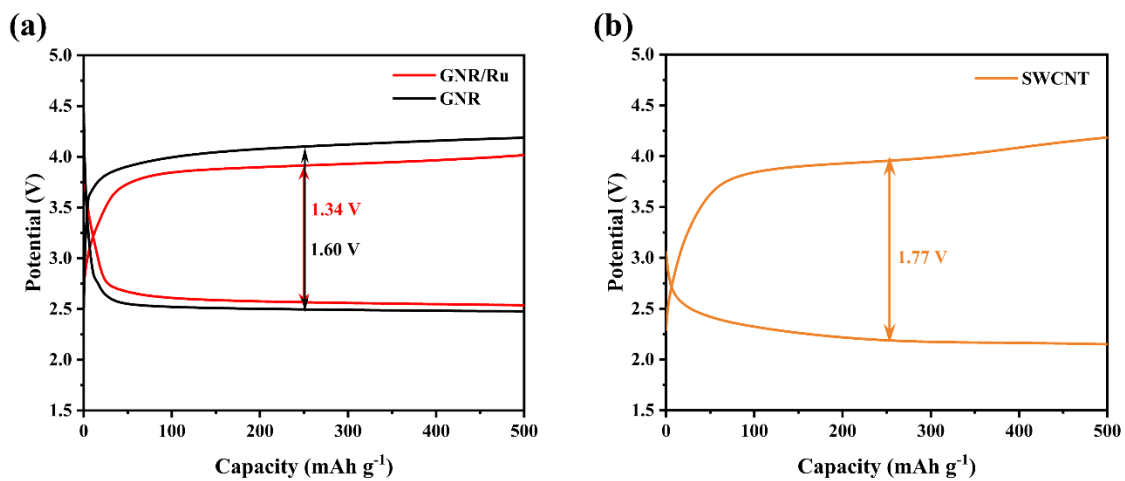 (a)
5.0
4.5
4.0
3.5
3.0
2.5
2.0
1.5
Potential (V)
GNR/Ru
GNR
1.34 V
1.60 V
0
100
200
300
400
500
Capacity (mAh g⁻¹)
(b)
5.0
4.5
4.0
3.5
3.0
2.5
2.0
1.5
Potential (V)
SWCNT
1.77 V
0
100
200
300
400
500
Capacity (mAh g⁻¹)